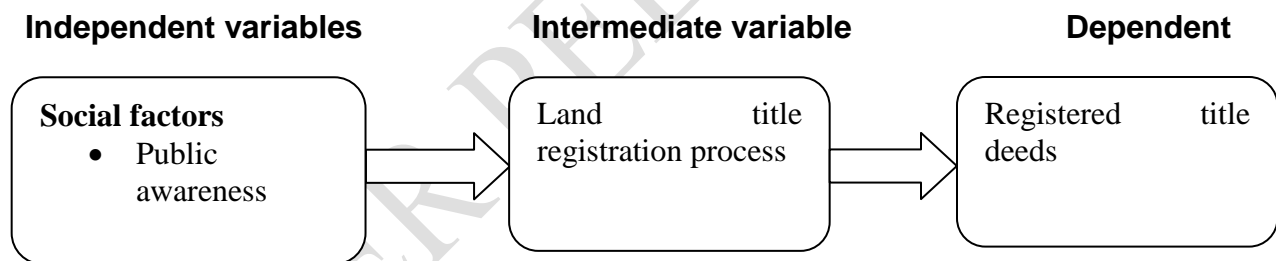 Independent variables
Intermediate variable
Dependent
Social factors
• Public
awareness
Land title
registration process
Registered title
deeds